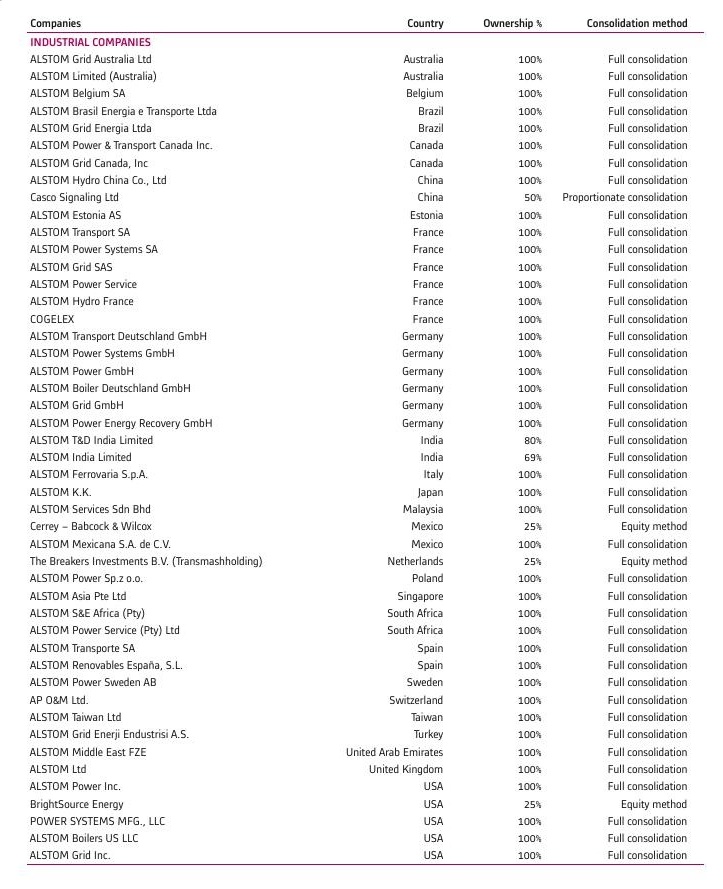 Companies Country Ownership % Consolidation method
INDUSTRIAL COMPANIES
ALSTOM Grid Australia Ltd Australia 100% Full consolidation
ALSTOM Limited (Australia) Australia 100% Full consolidation
ALSTOM Belgium SA Belgium 100% Full consolidation
ALSTOM Brasil Energia e Transporte Ltda Brazil 100% Full consolidation
ALSTOM Grid Energia Ltda Brazil 100% Full consolidation
ALSTOM Power & Transport Canada Inc. Canada 100% Full consolidation
ALSTOM Grid Canada, Inc Canada 100% Full consolidation
ALSTOM Hydro China Co., Ltd China 100% Full consolidation
Casco Signaling Ltd China 50% Proportionate consolidation
ALSTOM Estonia AS Estonia 100% Full consolidation
ALSTOM Transport SA France 100% Full consolidation
ALSTOM Power Systems SA France 100% Full consolidation
ALSTOM Grid SAS France 100% Full consolidation
ALSTOM Power Service France 100% Full consolidation
ALSTOM Hydro France France 100% Full consolidation
COGELEX France 100% Full consolidation
ALSTOM Transport Deutschland GmbH Germany 100% Full consolidation
ALSTOM Power Systems GmbH Germany 100% Full consolidation
ALSTOM Power GmbH Germany 100% Full consolidation
ALSTOM Boiler Deutschland GmbH Germany 100% Full consolidation
ALSTOM Grid GmbH Germany 100% Full consolidation
ALSTOM Power Energy Recovery GmbH Germany 100% Full consolidation
ALSTOM T&D India Limited India 80% Full consolidation
ALSTOM India Limited India 69% Full consolidation
ALSTOM Ferrovaria S.p.A. Italy 100% Full consolidation
ALSTOM K.K. Japan 100% Full consolidation
ALSTOM Services Sdn Bhd Malaysia 100% Full consolidation
Cerrey – Babcock & Wilcox Mexico 25% Equity method
ALSTOM Mexicana S.A. de C.V. Mexico 100% Full consolidation
The Breakers Investments B.V. (Transmashholding) Netherlands 25% Equity method
ALSTOM Power Sp.z o.o. Poland 100% Full consolidation
ALSTOM Asia Pte Ltd Singapore 100% Full consolidation
ALSTOM S&E Africa (Pty) South Africa 100% Full consolidation
ALSTOM Power Service (Pty) Ltd South Africa 100% Full consolidation
ALSTOM Transporte SA Spain 100% Full consolidation
ALSTOM Renovables España, S.L. Spain 100% Full consolidation
ALSTOM Power Sweden AB Sweden 100% Full consolidation
AP O&M Ltd. Switzerland 100% Full consolidation
ALSTOM Taiwan Ltd Taiwan 100% Full consolidation
ALSTOM Grid Enerji Endustrisi A.S. Turkey 100% Full consolidation
ALSTOM Middle East FZE United Arab Emirates 100% Full consolidation
ALSTOM Ltd United Kingdom 100% Full consolidation
ALSTOM Power Inc. USA 100% Full consolidation
BrightSource Energy USA 25% Equity method
POWER SYSTEMS MFG., LLC USA 100% Full consolidation
ALSTOM Boilers US LLC USA 100% Full consolidation
ALSTOM Grid Inc. USA 100% Full consolidation